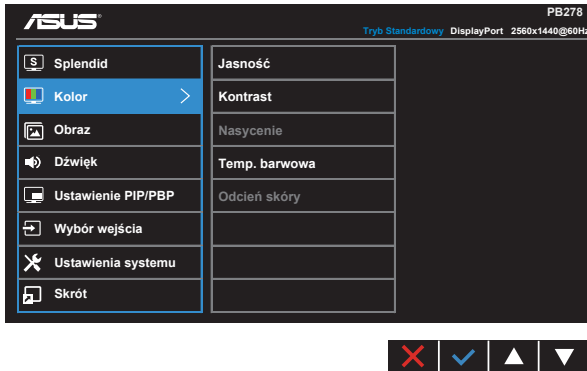 PB278
ASUS
Tryb Standardowy DisplayPort 2560x1440@60Hz
S Splendid
Kolor
Obraz
Dźwięk
Ustawienie PIP/PBP
Wybór wejścia
Ustawienia systemu
Skrót
Jasność
Kontrast
Nasycenie
Temp. barwowa
Odcień skóry